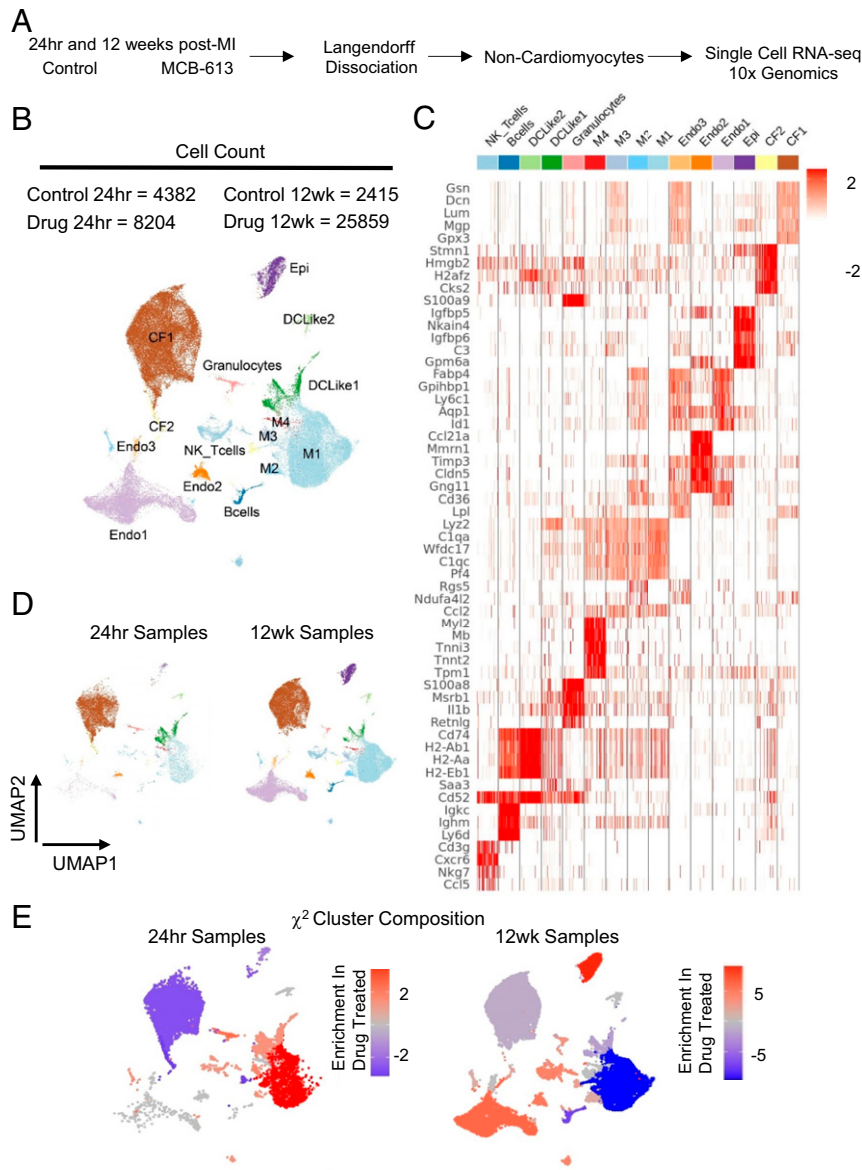 A
24hr and 12 weeks post-MI
Control MCB-613
Langendorff
Dissociation
Non-Cardiomyocytes
Single Cell RNA-seq
10x Genomics
B
Cell Count
Control 24hr = 4382 Control 12wk = 2415
Drug 24hr = 8204 Drug 12wk = 25859
Epi
DCLike2
CF1
Granulocytes
DCLike1
CF2
M4
M3
Endo3
NK_Tcells
M1
M2
Endo2
Bcells
Endo1
C
NK_Tcells
Bcells
DCLike2
DCLike1
Granulocytes
M4
M3
M2
M1
Endo3
Endo2
Endo1
Epi
CF2
CF1
2
-2
Gsn
Dcn
Lum
Mgp
Gpx3
Stmn1
Hmgb2
H2afz
Cks2
S100a9
Igfbp5
Nkain4
Igfbp6
C3
Gpm6a
Fabp4
Gpihbp1
Ly6c1
Aqp1
Id1
Ccl21a
Mmrn1
Timp3
Cldn5
Gng11
Cd36
Lpl
Lyz2
C1qa
Wfdc17
C1qc
Pf4
Rgs5
Ndufa4l2
Ccl2
Myl2
Mb
Tnni3
Tnnt2
Tpm1
S100a8
Msrb1
Il1b
Retnlg
Cd74
H2-Ab1
H2-Aa
H2-Eb1
Saa3
Cd52
Igkc
Ighm
Ly6d
Cd3g
Cxcr6
Nkg7
Ccl5
D
24hr Samples 12wk Samples
UMAP2
UMAP1
E
χ² Cluster Composition
24hr Samples 12wk Samples
Enrichment In
Drug Treated
2
-2
Enrichment In
Drug Treated
5
-5